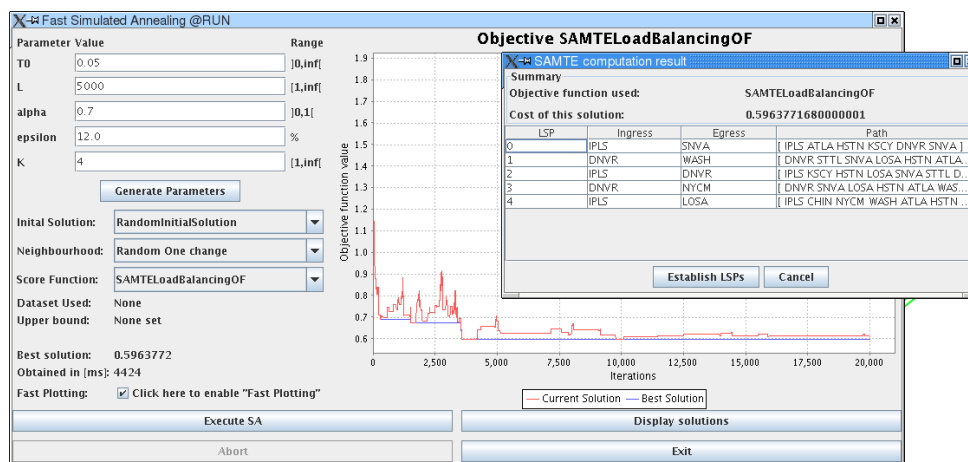 Fast Simulated Annealing @RUN
Parameter Value Range
T0 0.05 ]0,inf[
L 5000 [1,inf[
alpha 0.7 ]0,1[
epsilon 12.0 %
K 4 [1,inf[
Generate Parameters
Inital Solution: RandomInitialSolution
Neighbourhood: Random One change
Score Function: SAMTELoadBalancingOF
Dataset Used: None
Upper bound: None set
Best solution: 0.5963772
Obtained in [ms]: 4424
Fast Plotting: Click here to enable "Fast Plotting"
Execute SA
Display solutions
Abort
Exit
Objective SAMTELoadBalancingOF
Objective function value
1.9
1.8
1.7
1.6
1.5
1.4
1.3
1.2
1.1
1.0
0.9
0.8
0.7
0.6
0 2,500 5,000 7,500 10,000 12,500 15,000 17,500 20,000
Iterations
Current Solution Best Solution
SAMTE computation result
Summary
Objective function used: SAMTELoadBalancingOF
Cost of this solution: 0.5963771680000001
LSP Ingress Egress Path
0 IPLS SNVA [ IPLS ATLA HSTN KSCY DNVR SNVA ]
1 DNVR WASH [ DNVR STTL SNVA LOSA HSTN ATLA...
2 IPLS DNVR [ IPLS KSCY HSTN LOSA SNVA STTL D...
3 DNVR NYCM [ DNVR SNVA LOSA HSTN ATLA WAS...
4 IPLS LOSA [ IPLS CHIN NYCM WASH ATLA HSTN ...
Establish LSPs
Cancel